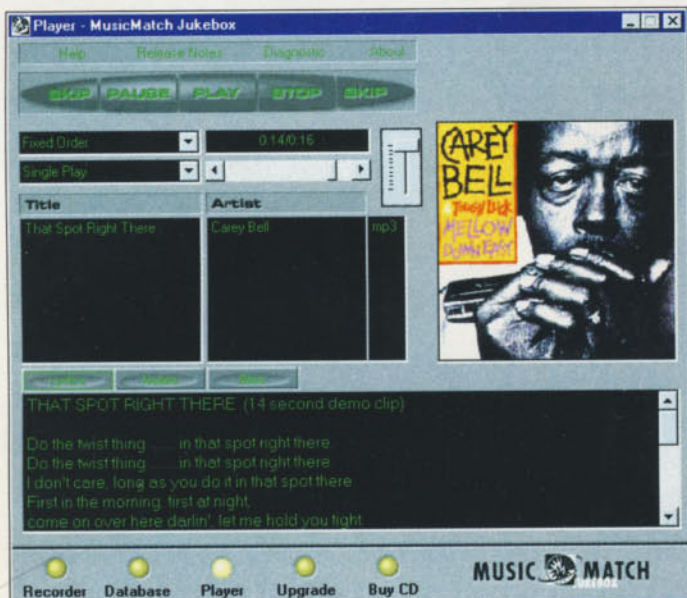 Player - MusicMatch Jukebox
Help Release Notes Diagnostic About
SKIP PAUSE PLAY STOP SKIP
Fixed Order
0:14/0:16
Single Play
Title Artist
That Spot Right There Carey Bell mp3
CAREY
BELL
MELLOW
DOWN EASY
THAT SPOT RIGHT THERE (14 second demo clip)
Do the twist thing ...... in that spot right there
Do the twist thing ...... in that spot right there
I don't care, long as you do it in that spot there
First in the morning, first at night,
come on over here darlin', let me hold you tight
Recorder Database Player Upgrade Buy CD
MUSIC MATCH
JUKEBOX